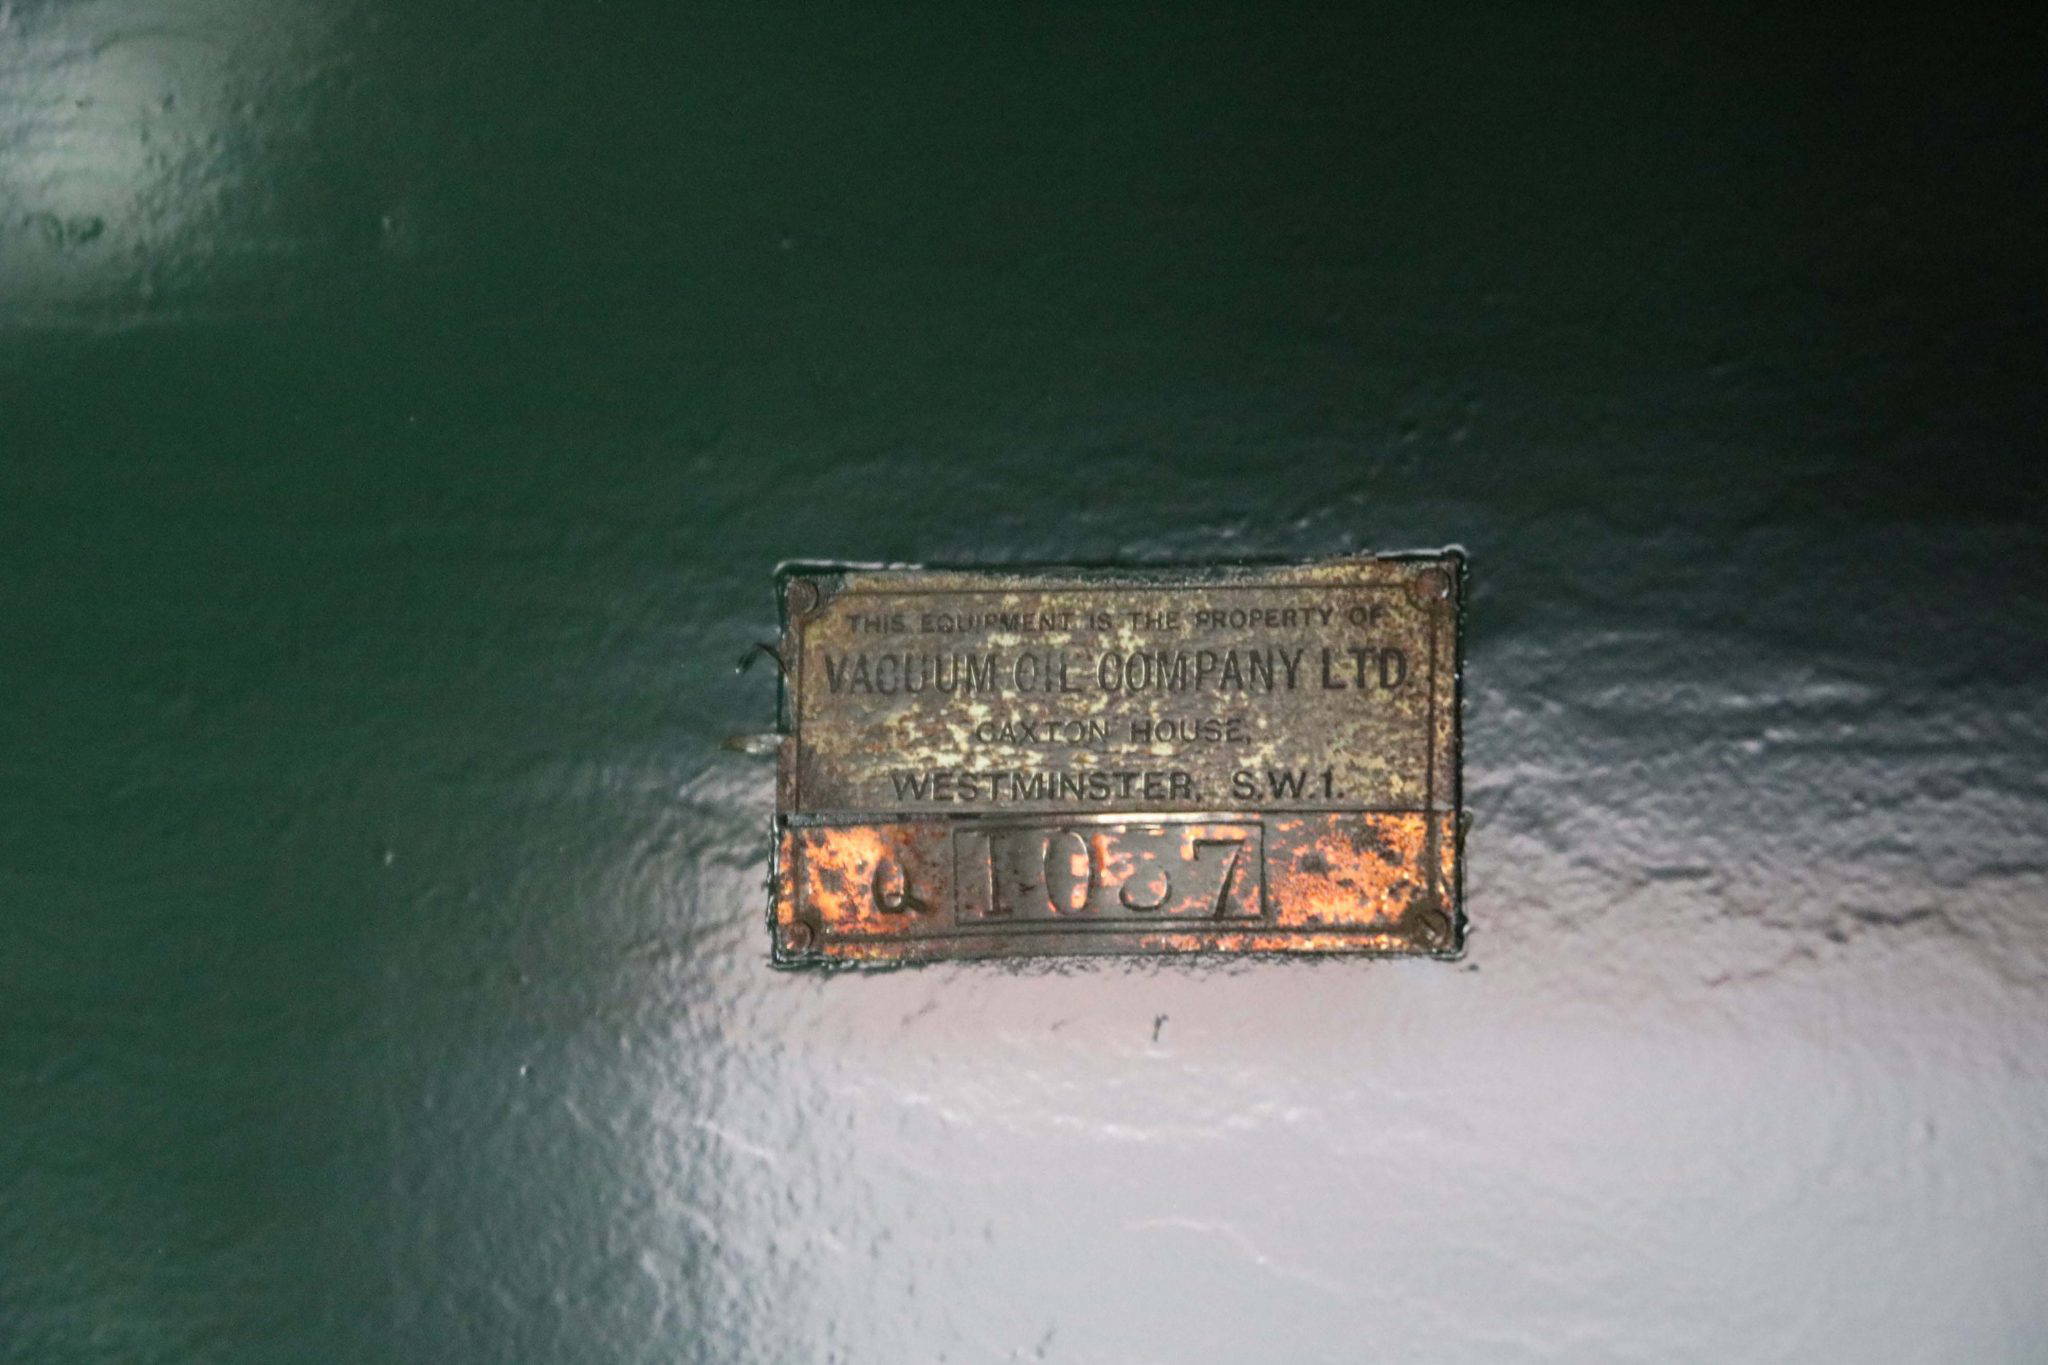 THIS EQUIPMENT IS THE PROPERTY OF
VACUUM OIL COMPANY LTD
CAXTON HOUSE,
WESTMINSTER, S.W.1.
Q 1037